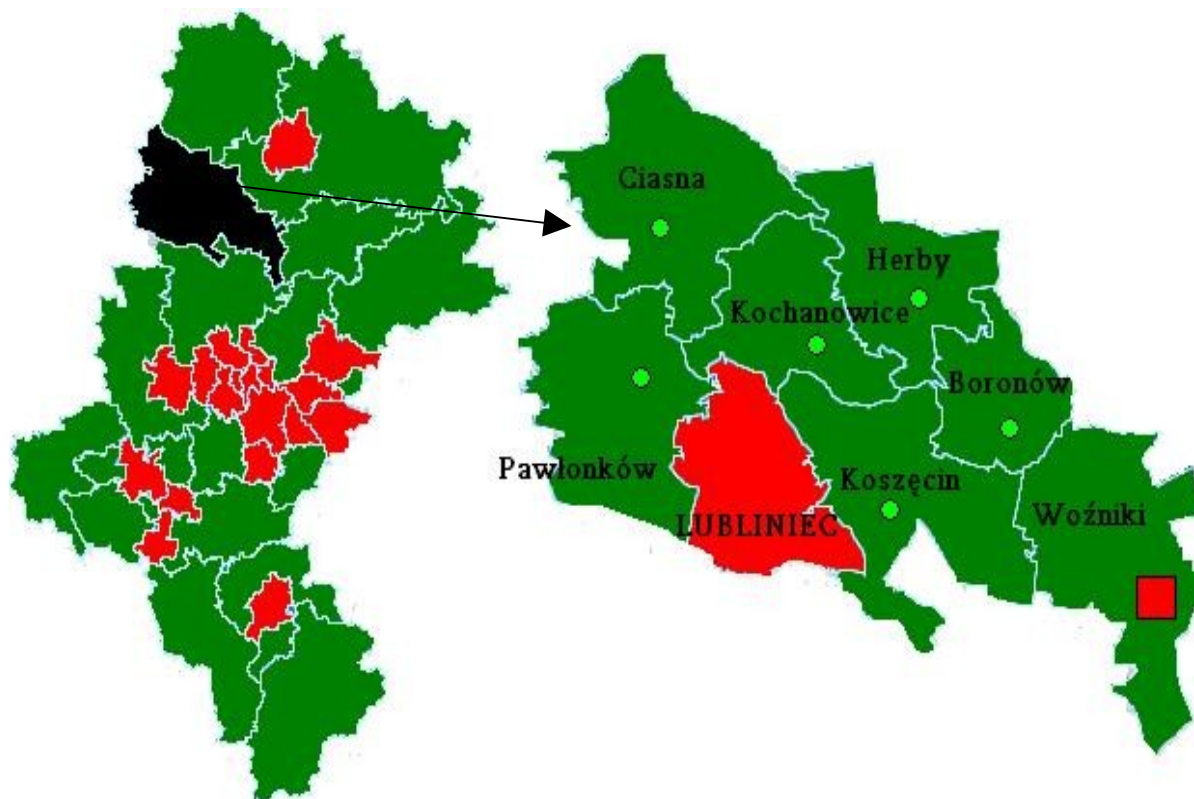 Ciasna
Herby
Kochanowice
Boronów
Pawłonków
Koszęcin
Woźniki
LUBLINIEC